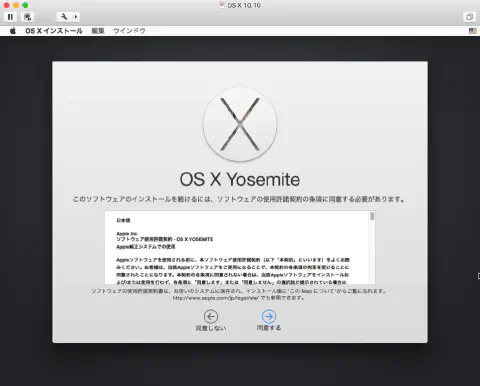 OS X 10.10
OS X インストール 編集 ウインドウ
X
OS X Yosemite
このソフトウェアのインストールを続けるには、ソフトウェアの使用許諾契約の条項に同意する必要があります。
日本語
Apple Inc.
ソフトウェア使用許諾契約 - OS X YOSEMITE
Apple純正システムでの使用
Appleソフトウェアを使用される前に、本ソフトウェア使用許諾契約（以下「本契約」といいます）をよくお読
みください。お客様は、当該Appleソフトウェアをご使用になることで、本契約の各条項の拘束を受けることに
同意されたことになります。本契約の各条項に同意されない場合は、当該Appleソフトウェアのインストールお
よび/または使用を行わず、各条項に「同意します」または「同意しません」の選択肢が提示されている場合は
ソフトウェアの使用許諾契約書は、お使いのシステムに保存され、インストール後に"この Mac について"からご覧になれます。
同意しない 同意する